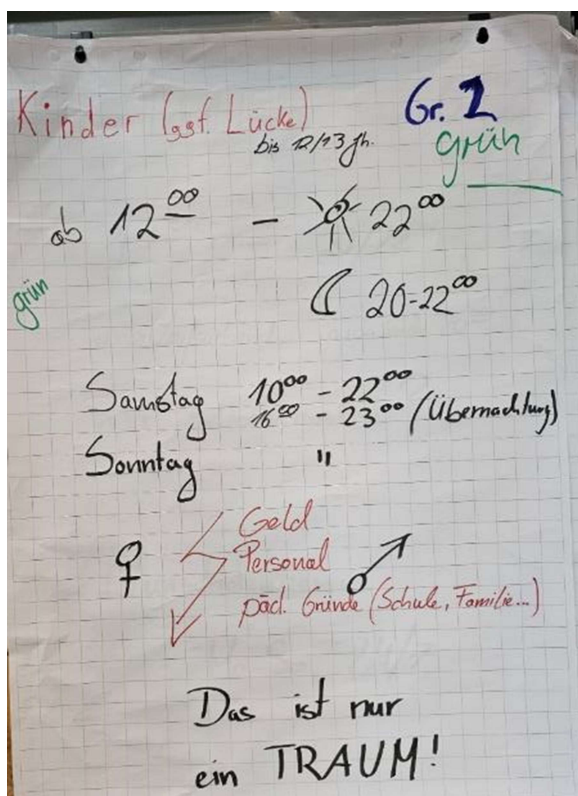 Kinder (ggf. Lücke)
bis 12/13 Jh.
Gr. 1
grün
ab 12⁰⁰ - 22⁰⁰
grün
20-22⁰⁰
Samstag 10⁰⁰ - 22⁰⁰
16⁰⁰ - 23⁰⁰ (Übernachtung)
Sonntag "
Geld
Personal
päd. Gründe (Schule, Familie...)
Das ist nur
ein TRAUM!